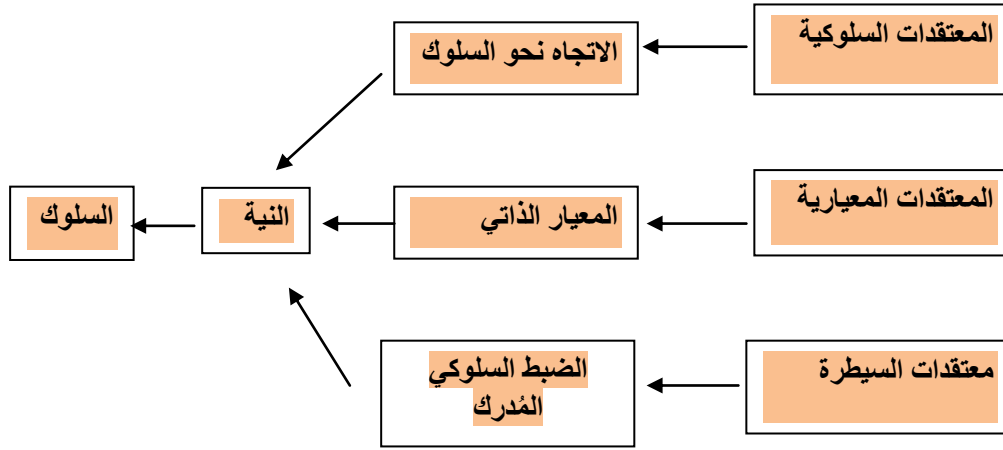 المعتقدات السلوكية
الاتجاه نحو السلوك
المعتقدات المعيارية
المعيار الذاتي
النية
السلوك
معتقدات السيطرة
الضبط السلوكي
المُدرك